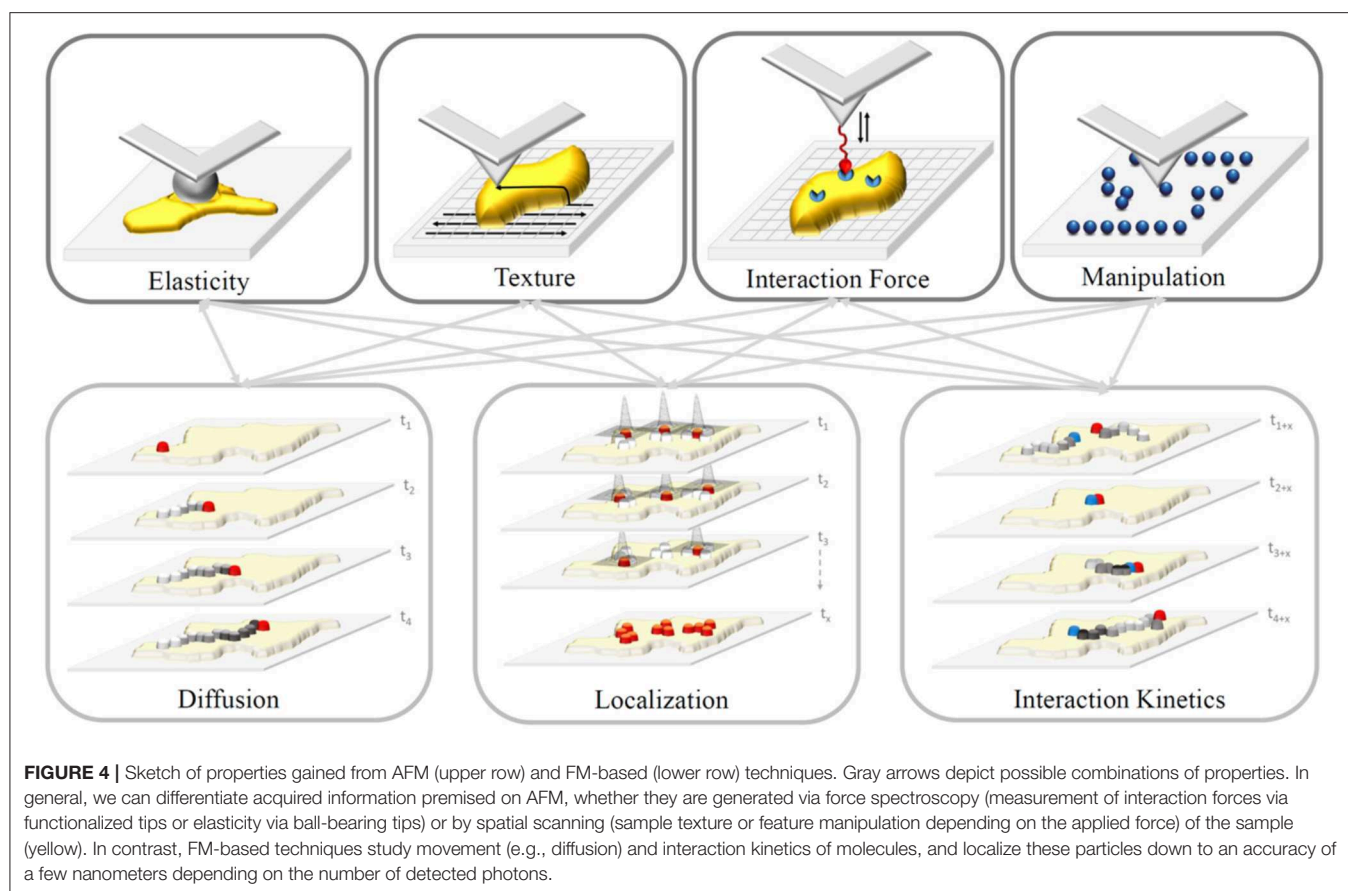 Elasticity
Texture
Interaction Force
Manipulation
t1
t2
t3
t4
Diffusion
t1
t2
t3
tx
Localization
t1+x
t2+x
t3+x
t4+x
Interaction Kinetics
FIGURE 4 | Sketch of properties gained from AFM (upper row) and FM-based (lower row) techniques. Gray arrows depict possible combinations of properties. In
general, we can differentiate acquired information premised on AFM, whether they are generated via force spectroscopy (measurement of interaction forces via
functionalized tips or elasticity via ball-bearing tips) or by spatial scanning (sample texture or feature manipulation depending on the applied force) of the sample
(yellow). In contrast, FM-based techniques study movement (e.g., diffusion) and interaction kinetics of molecules, and localize these particles down to an accuracy of
a few nanometers depending on the number of detected photons.